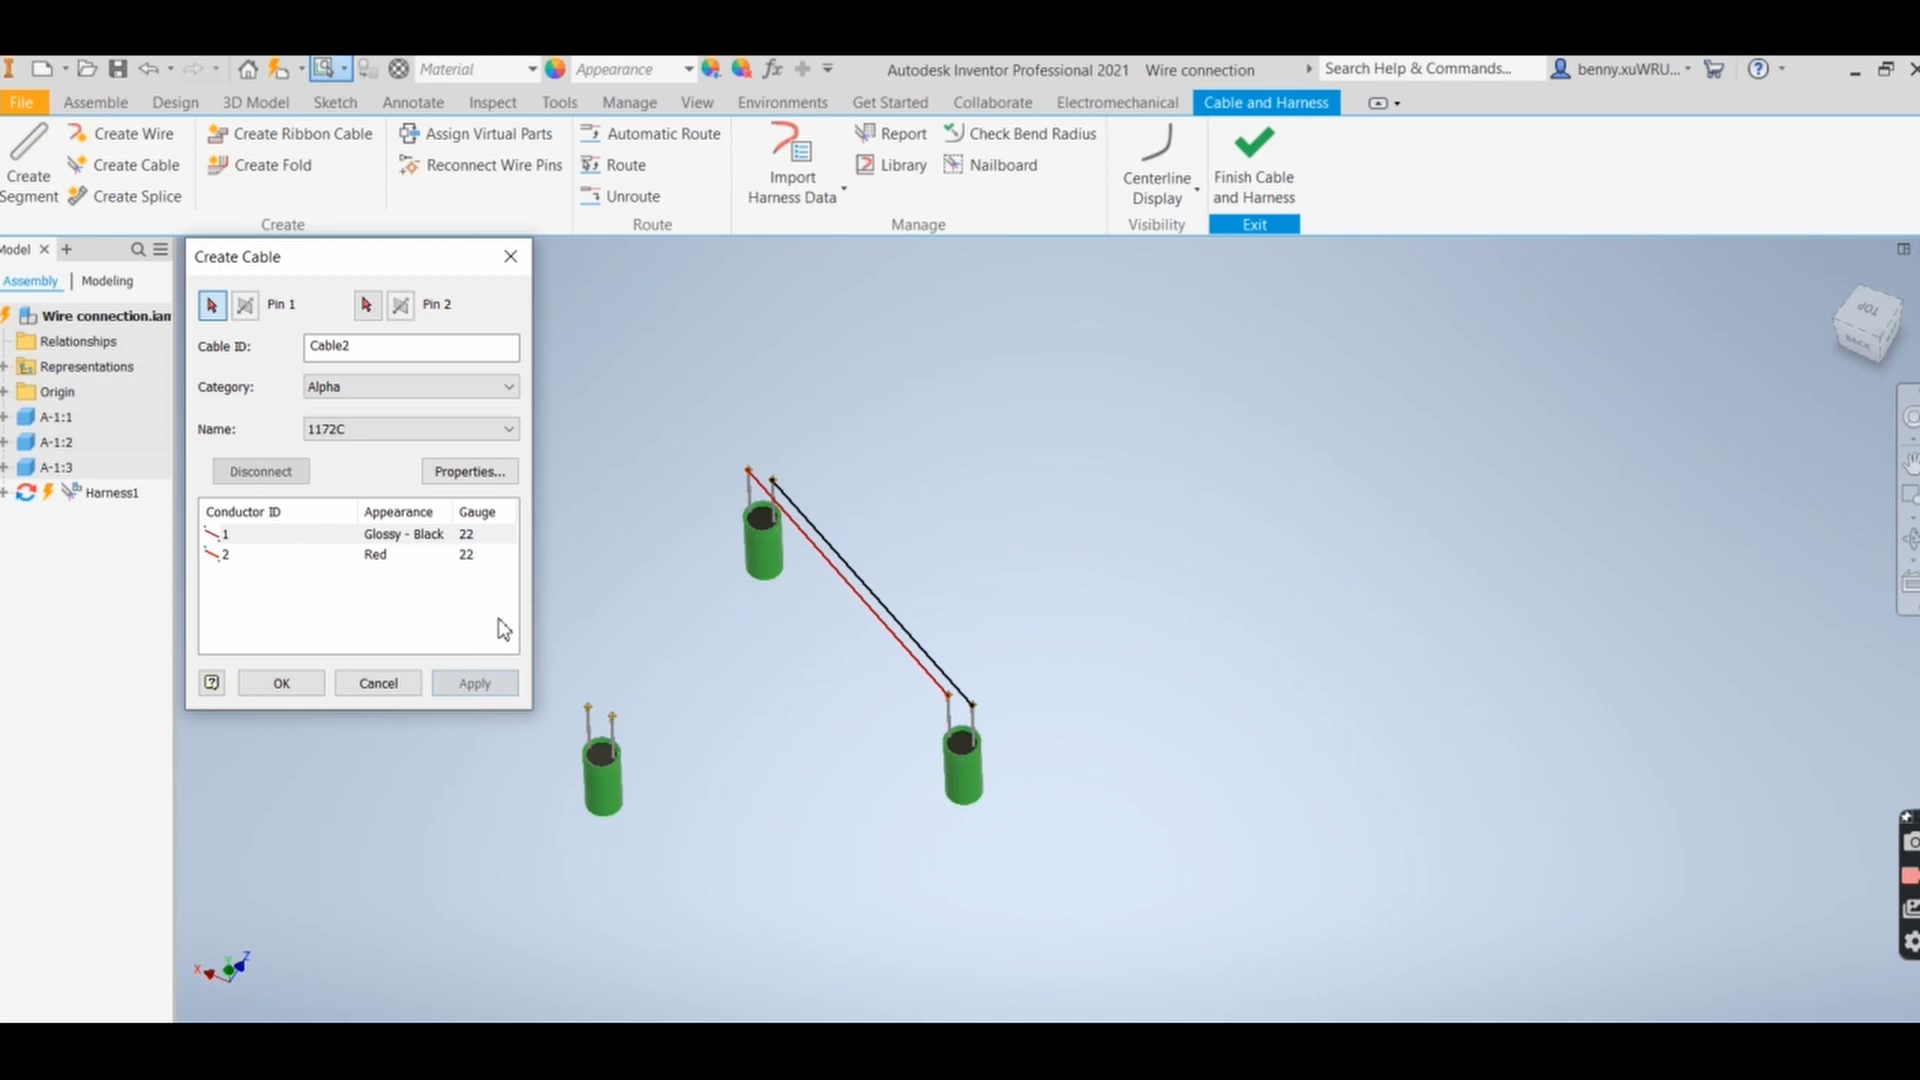 Material
Appearance
Autodesk Inventor Professional 2021 Wire connection
Search Help & Commands...
benny.xuWRU...
File Assemble Design 3D Model Sketch Annotate Inspect Tools Manage View Environments Get Started Collaborate Electromechanical Cable and Harness
Create Segment
Create Wire
Create Cable
Create Splice
Create Ribbon Cable
Create Fold
Assign Virtual Parts
Reconnect Wire Pins
Create
Automatic Route
Route
Unroute
Route
Import
Harness Data
Report
Library
Check Bend Radius
Nailboard
Manage
Centerline
Display
Visibility
Finish Cable
and Harness
Exit
Model
Assembly | Modeling
Wire connection.iam
Relationships
Representations
Origin
A-1:1
A-1:2
A-1:3
Harness1
Create Cable
Pin 1 Pin 2
Cable ID: Cable2
Category: Alpha
Name: 1172C
Disconnect Properties...
Conductor ID Appearance Gauge
1 Glossy - Black 22
2 Red 22
OK Cancel Apply
TOP
BACK
X Y Z